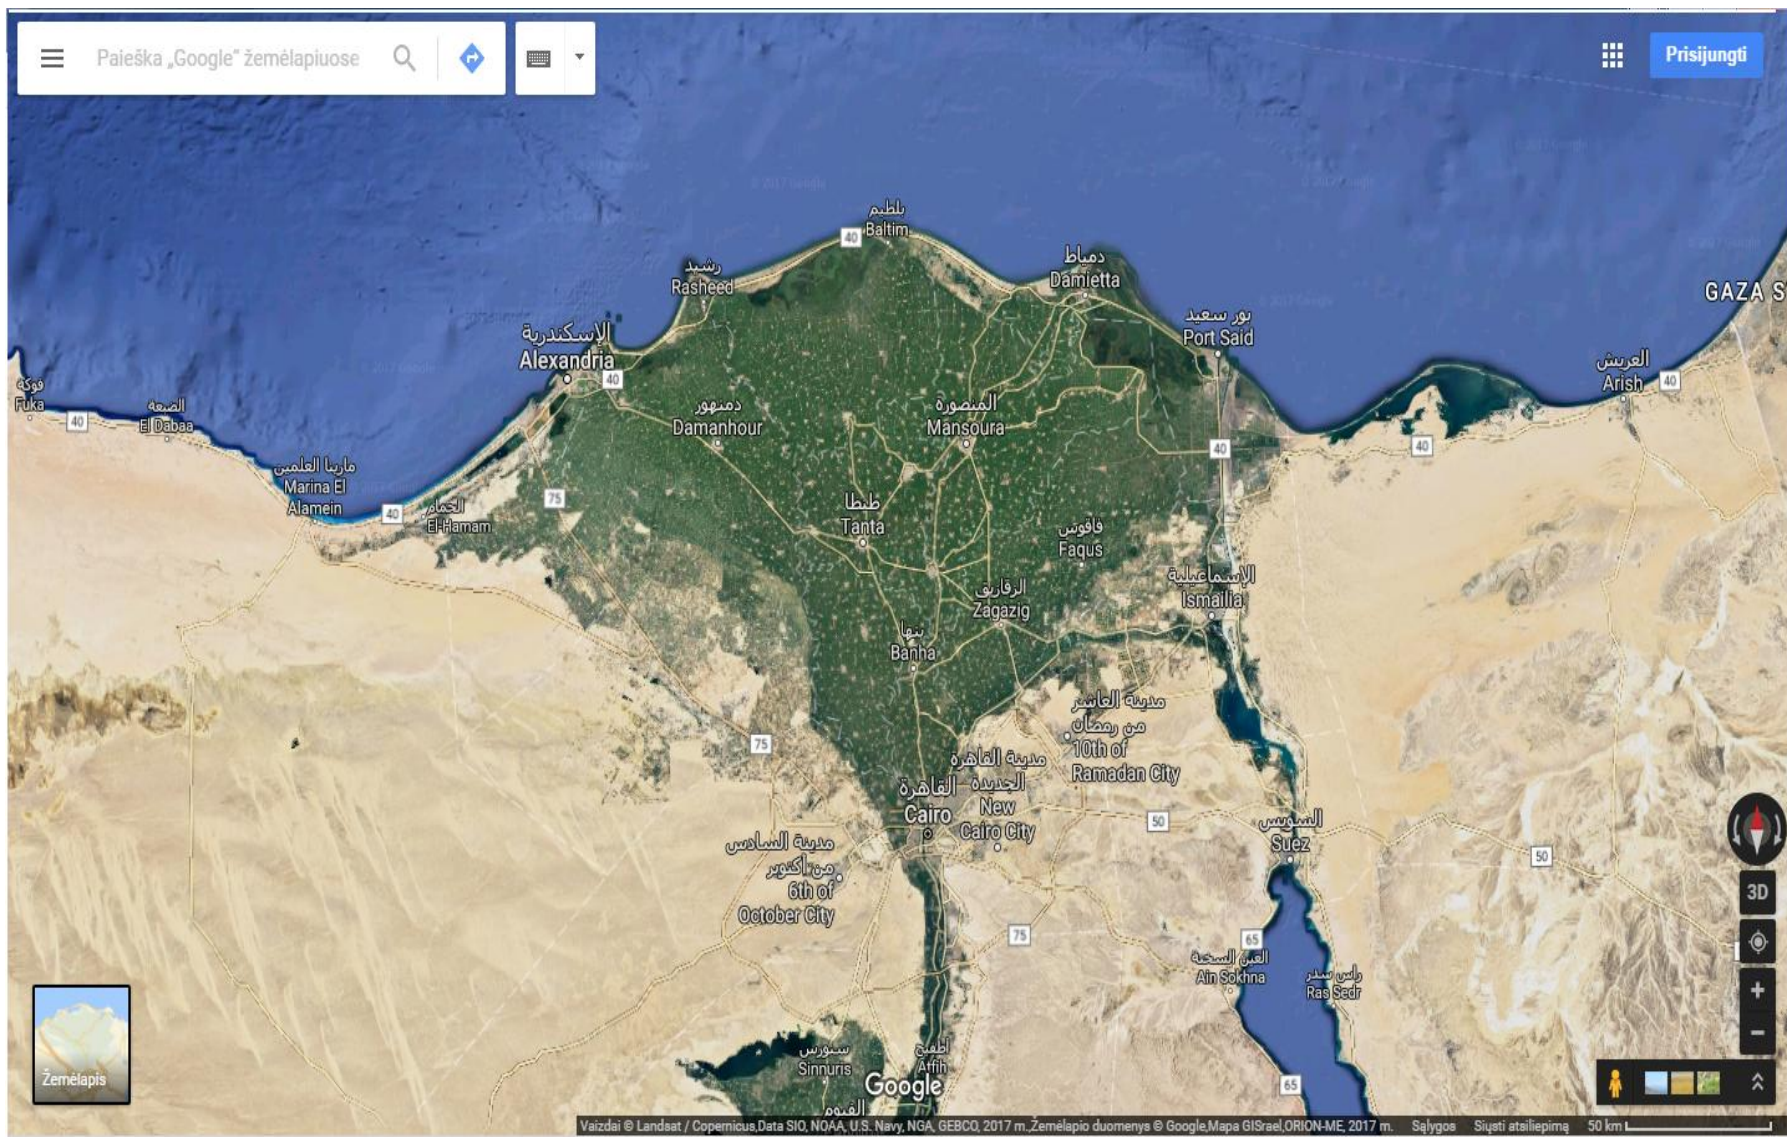 Paieška „Google“ žemėlapiuose
Prisijungti
© 2017 Google
بلطيم
Baltim
40
رشيد
Rasheed
دمياط
Damietta
GAZA S
بور سعيد
Port Said
الإسكندرية
Alexandria
40
العريش
Arish
40
فوكة
Fuka
40
الضبعة
El Dabaa
دمنهور
Damanhour
المنصورة
Mansoura
40
40
مارينا العلمين
Marina El
Alamein
40
الحمام
El-Hamam
75
طنطا
Tanta
فاقوس
Faqus
الإسماعيلية
Ismailia
الزقازيق
Zagazig
بنها
Banha
مدينة العاشر
من رمضان
10th of
Ramadan City
75
مدينة القاهرة
الجديدة
New
Cairo City
القاهرة
Cairo
50
السويس
Suez
50
مدينة السادس
من أكتوبر
6th of
October City
3D
75
65
العين السخنة
Ain Sokhna
راس سدر
Ras Sedr
سنورس
Sinnuris
أطفيح
Atfih
Žemėlapis
Google
65
الفيوم
Vaizdai © Landsat / Copernicus,Data SIO, NOAA, U.S. Navy, NGA, GEBCO, 2017 m.,Žemėlapio duomenys © Google,Mapa GISrael,ORION-ME, 2017 m. Sąlygos Siųsti atsiliepimą 50 km